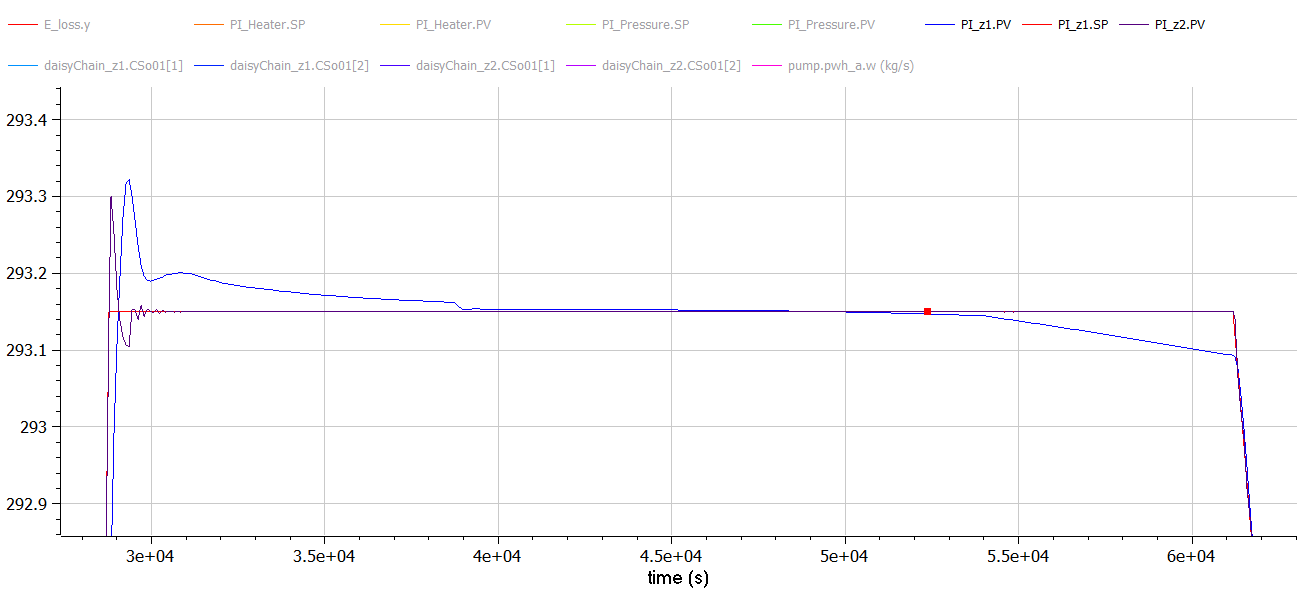 E_loss.y PI_Heater.SP PI_Heater.PV PI_Pressure.SP PI_Pressure.PV PI_z1.PV PI_z1.SP PI_z2.PV
daisyChain_z1.CSo01[1] daisyChain_z1.CSo01[2] daisyChain_z2.CSo01[1] daisyChain_z2.CSo01[2] pump.pwh_a.w (kg/s)
293.4
293.3
293.2
293.1
293
292.9
3e+04 3.5e+04 4e+04 4.5e+04 5e+04 5.5e+04 6e+04
time (s)